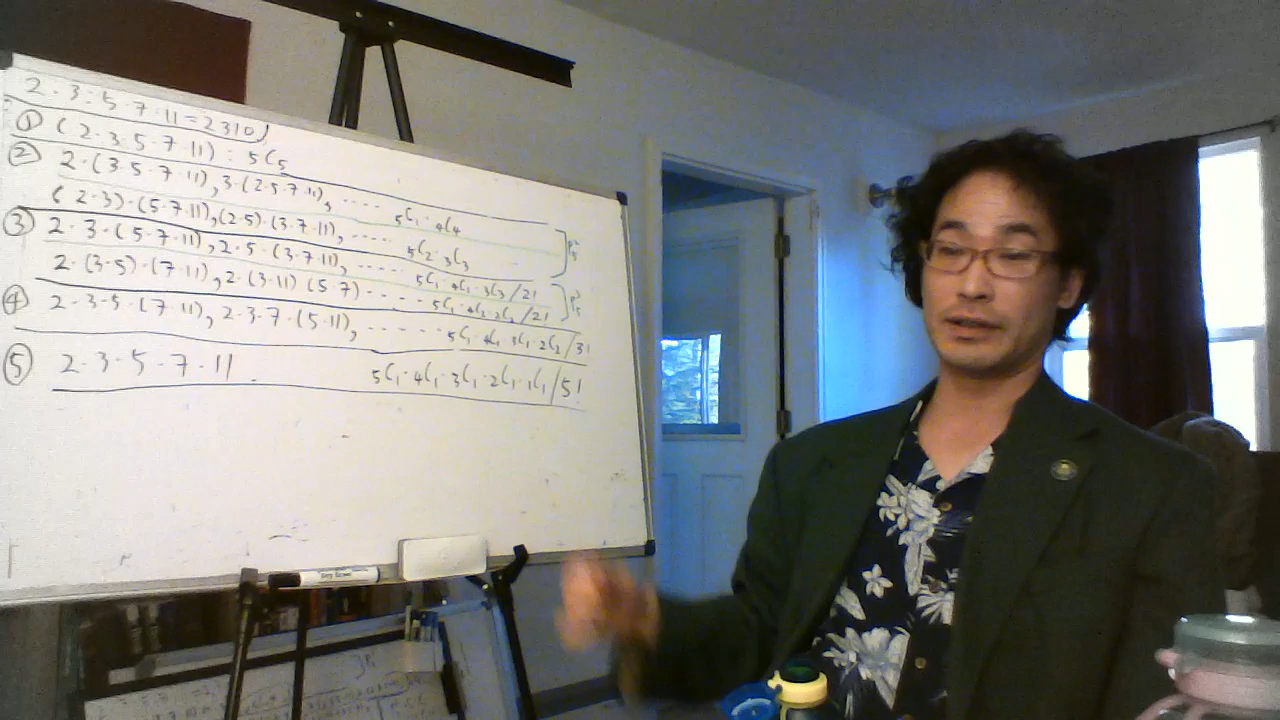 2·3·5·7·11=2310
① (2·3·5·7·11) : 5C5
② 2·(3·5·7·11), 3·(2·5·7·11), ···· 5C1·4C4
(2·3)·(5·7·11), (2·5)·(3·7·11), ···· 5C2·3C3
③ 2·3·(5·7·11), 2·5·(3·7·11), ···· 5C1·4C1·3C3/2!
2·(3·5)·(7·11), 2·(3·11)(5·7) ···· 5C1·4C2·2C2/2!
④ 2·3·5·(7·11), 2·3·7·(5·11), ······ 5C1·4C1·3C1·2C2/3!
⑤ 2·3·5·7·11. 5C1·4C1·3C1·2C1·1C1/5!